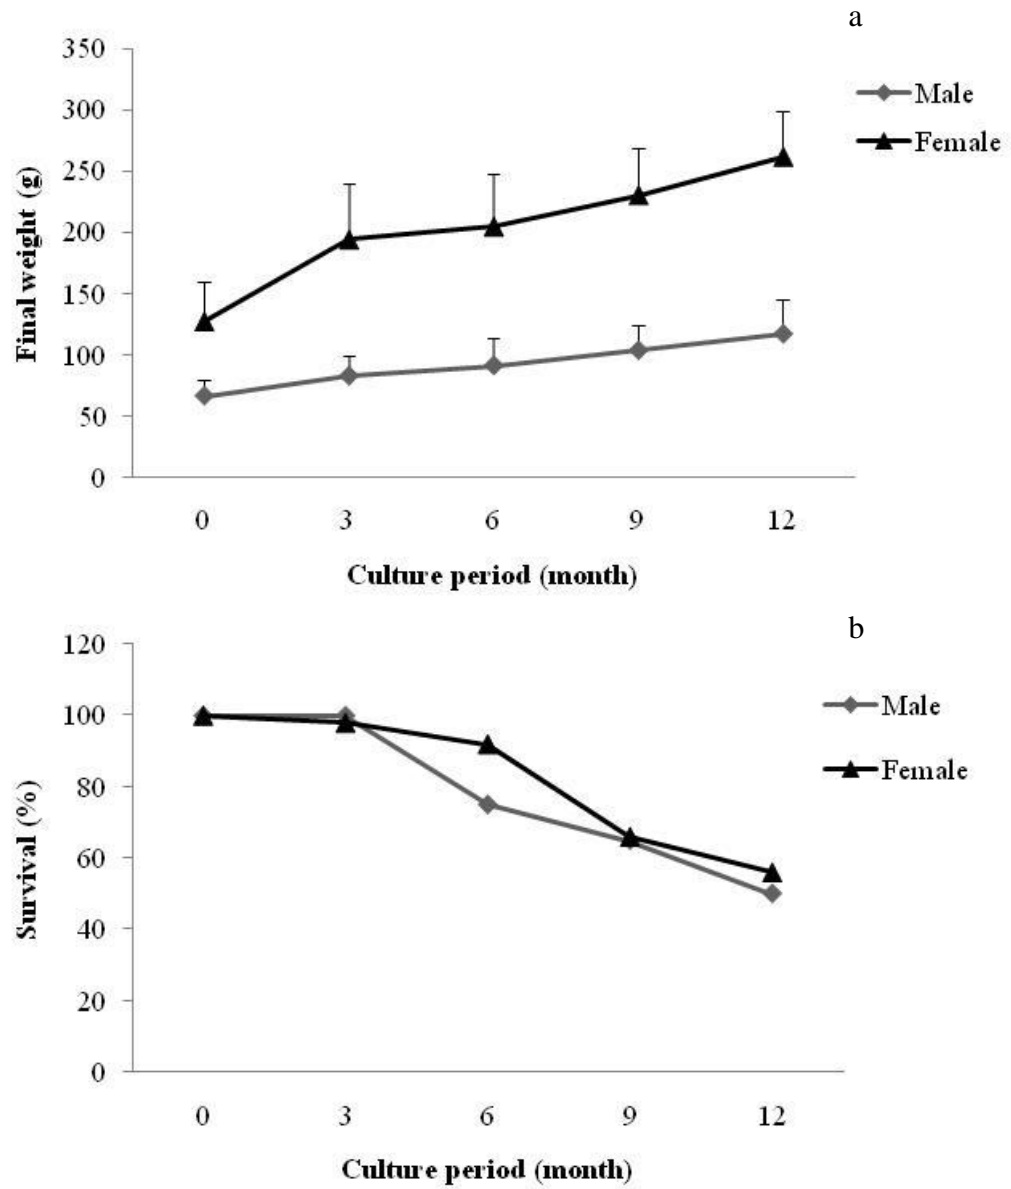 a
350
300
250
200
150
100
50
0
Final weight (g)
Male
Female
0 3 6 9 12
Culture period (month)
b
120
100
80
60
40
20
0
Survival (%)
Male
Female
0 3 6 9 12
Culture period (month)